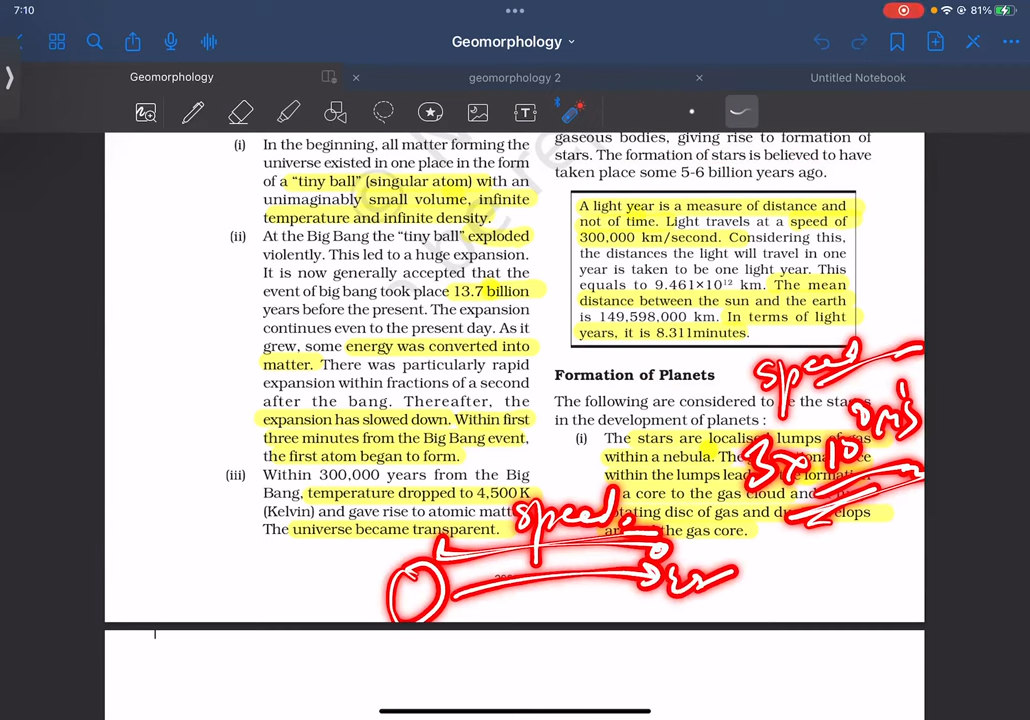 7:10
81%
Geomorphology
Geomorphology
geomorphology 2
Untitled Notebook
(i) In the beginning, all matter forming the
universe existed in one place in the form
of a “tiny ball” (singular atom) with an
unimaginably small volume, infinite
temperature and infinite density.
(ii) At the Big Bang the “tiny ball” exploded
violently. This led to a huge expansion.
It is now generally accepted that the
event of big bang took place 13.7 billion
years before the present. The expansion
continues even to the present day. As it
grew, some energy was converted into
matter. There was particularly rapid
expansion within fractions of a second
after the bang. Thereafter, the
expansion has slowed down. Within first
three minutes from the Big Bang event,
the first atom began to form.
(iii) Within 300,000 years from the Big
Bang, temperature dropped to 4,500 K
(Kelvin) and gave rise to atomic
The universe became transparent.
gaseous bodies, giving rise to formation of
stars. The formation of stars is believed to have
taken place some 5-6 billion years ago.
A light year is a measure of distance and
not of time. Light travels at a speed of
300,000 km/second. Considering this,
the distances the light will travel in one
year is taken to be one light year. This
equals to 9.461×10¹² km. The mean
distance between the sun and the earth
is 149,598,000 km. In terms of light
years, it is 8.311minutes.
Formation of Planets
The following are considered to the
in the development of planets :
(i) The stars are localised lumps of gas
within a nebula.
within the lumps
a core to the gas cloud and
disc of gas and
the gas core.
speed
3 x 10
speed.